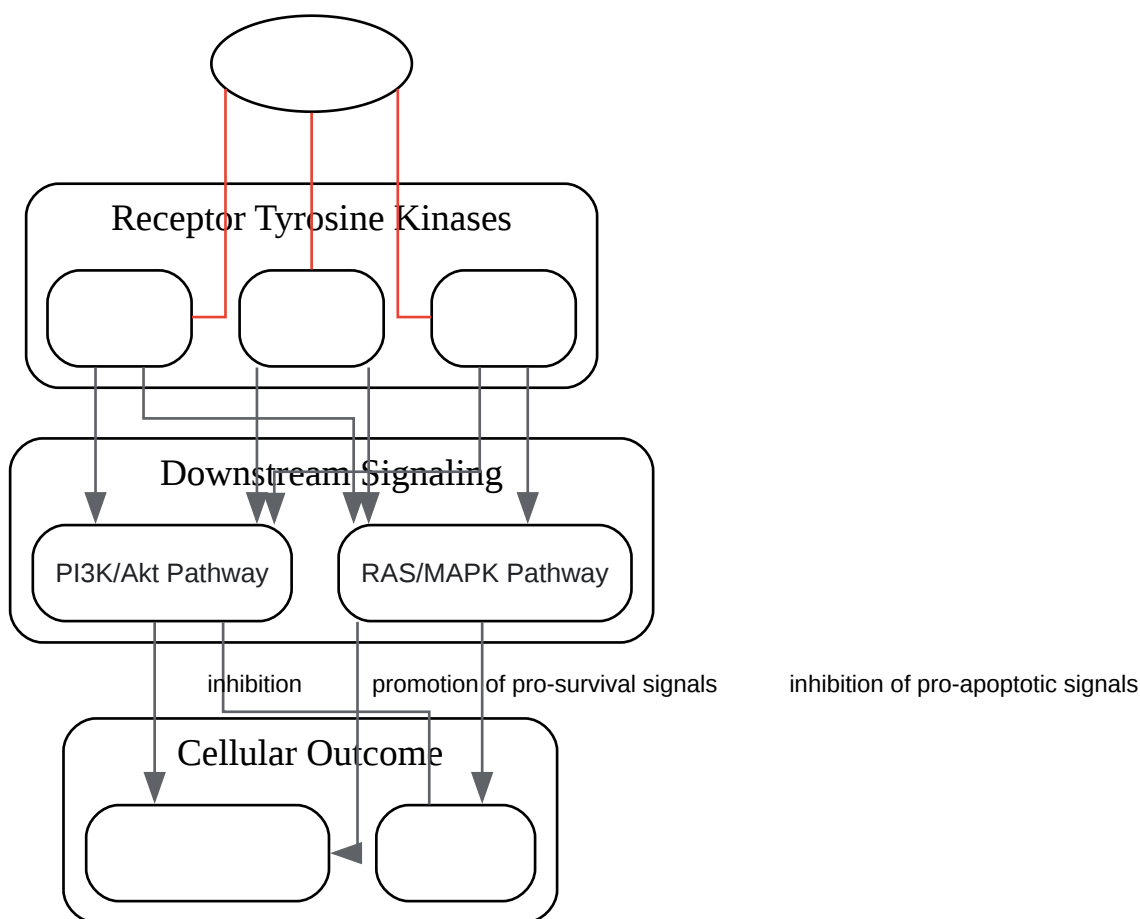 Receptor Tyrosine Kinases
Downstream Signaling
PI3K/Akt Pathway
RAS/MAPK Pathway
inhibition
promotion of pro-survival signals
inhibition of pro-apoptotic signals
Cellular Outcome